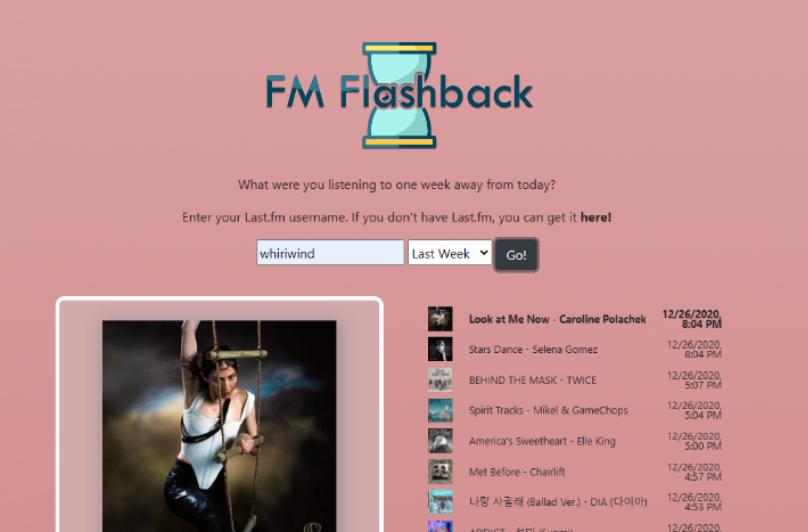 FM Flashback
What were you listening to one week away from today?
Enter your Last.fm username. If you don't have Last.fm, you can get it here!
whiriwind
Last Week
Go!
Look at Me Now - Caroline Polachek
12/26/2020,
8:04 PM
Stars Dance - Selena Gomez
12/26/2020,
8:04 PM
BEHIND THE MASK - TWICE
12/26/2020,
5:07 PM
Spirit Tracks - Mikel & GameChops
12/26/2020,
5:04 PM
America's Sweetheart - Elle King
12/26/2020,
5:00 PM
Met Before - Chairlift
12/26/2020,
4:57 PM
나랑 사귈래 (Ballad Ver.) - DIA (다이아)
12/26/2020,
4:53 PM
12/26/2020,